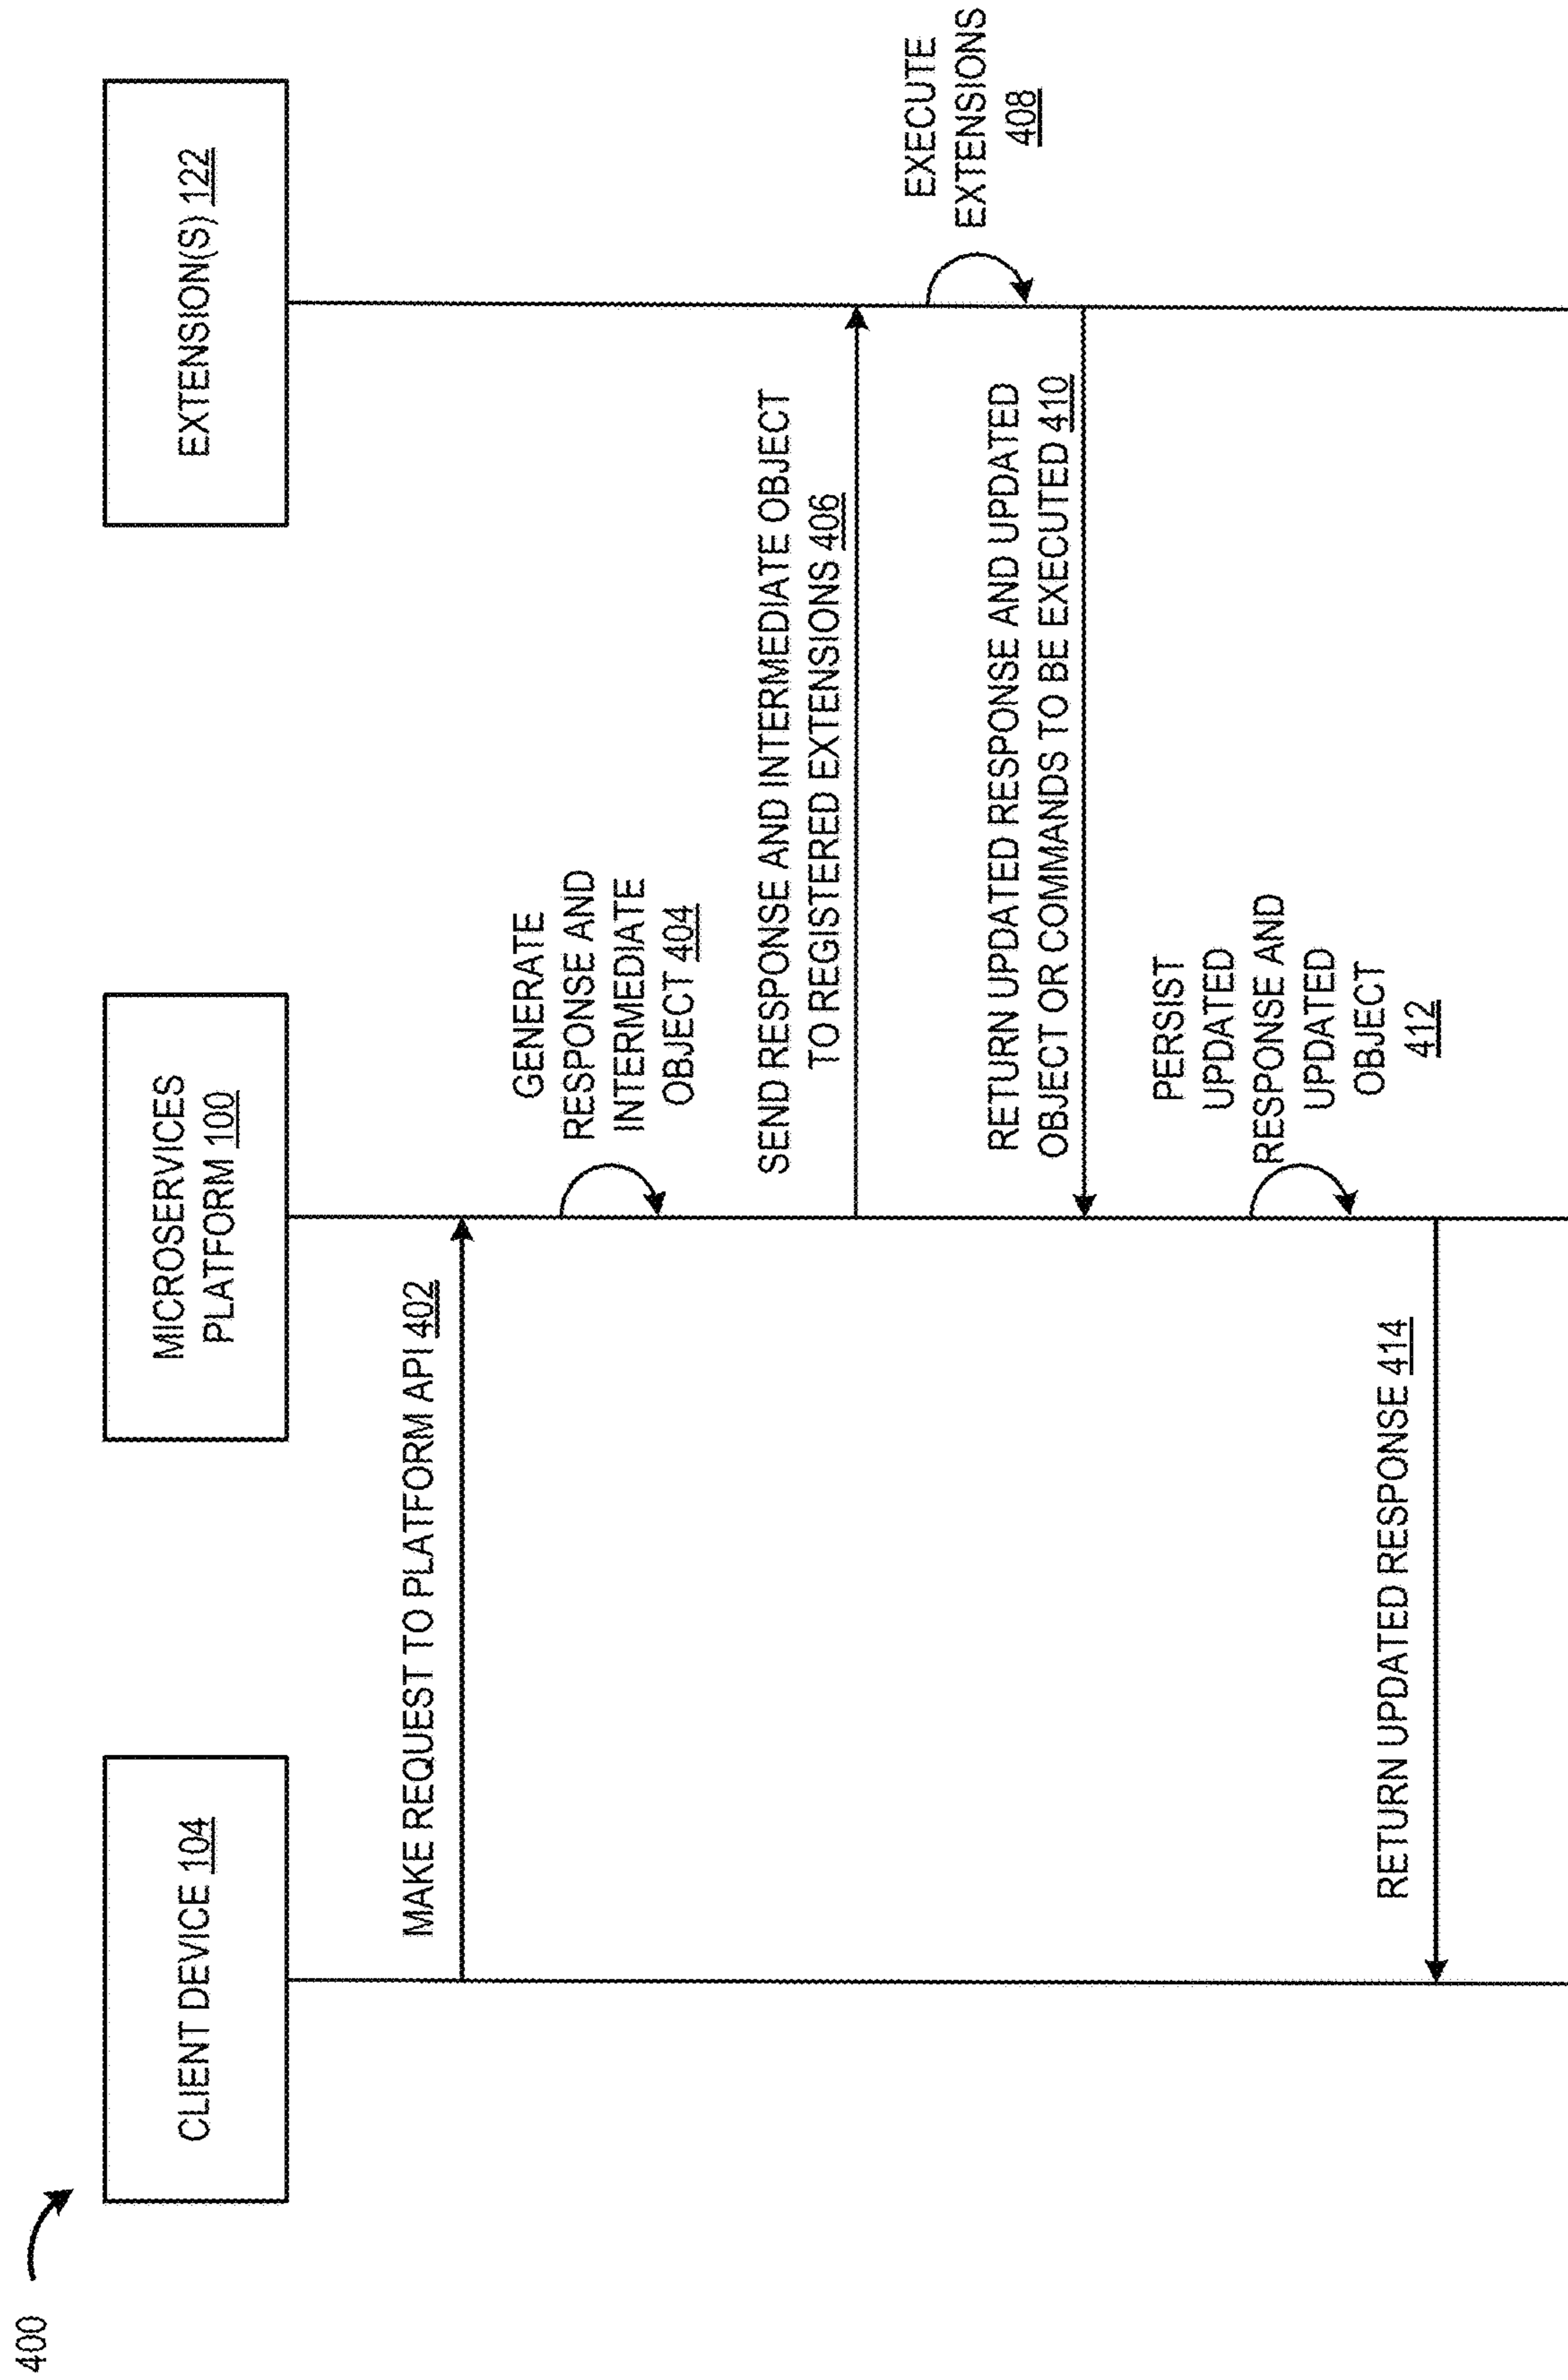 400
CLIENT DEVICE 104
MICROSERVICES
PLATFORM 100
EXTENSION(S) 122
MAKE REQUEST TO PLATFORM API 402
GENERATE
RESPONSE AND
INTERMEDIATE
OBJECT 404
SEND RESPONSE AND INTERMEDIATE OBJECT
TO REGISTERED EXTENSIONS 406
EXECUTE
EXTENSIONS
408
RETURN UPDATED RESPONSE AND UPDATED
OBJECT OR COMMANDS TO BE EXECUTED 410
PERSIST
UPDATED
RESPONSE AND
UPDATED
OBJECT
412
RETURN UPDATED RESPONSE 414